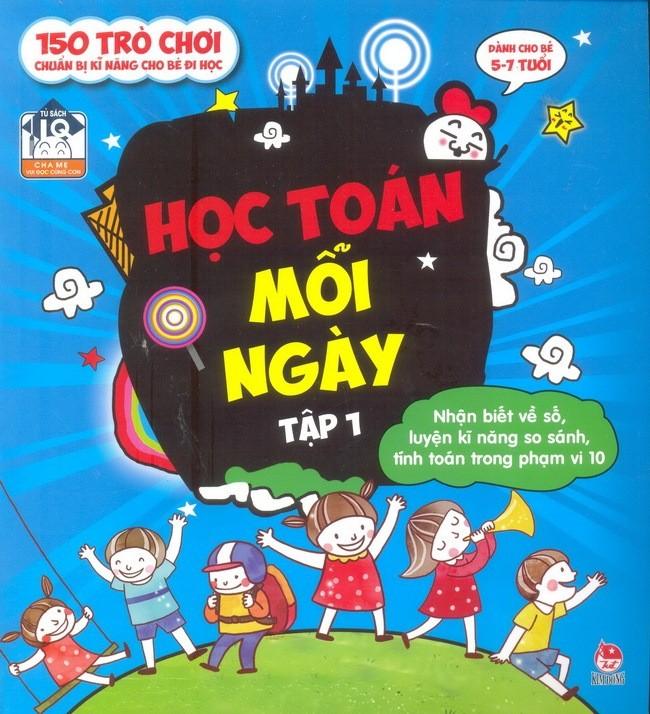 150 TRÒ CHƠI
CHUẨN BỊ KĨ NĂNG CHO BÉ ĐI HỌC
DÀNH CHO BÉ
5-7 TUỔI
TỦ SÁCH
IQ
CHA MẸ
VUI ĐỌC CÙNG CON
HỌC TOÁN
MỖI
NGÀY
TẬP 1
Nhận biết về số,
luyện kĩ năng so sánh,
tính toán trong phạm vi 10
KIM ĐỒNG